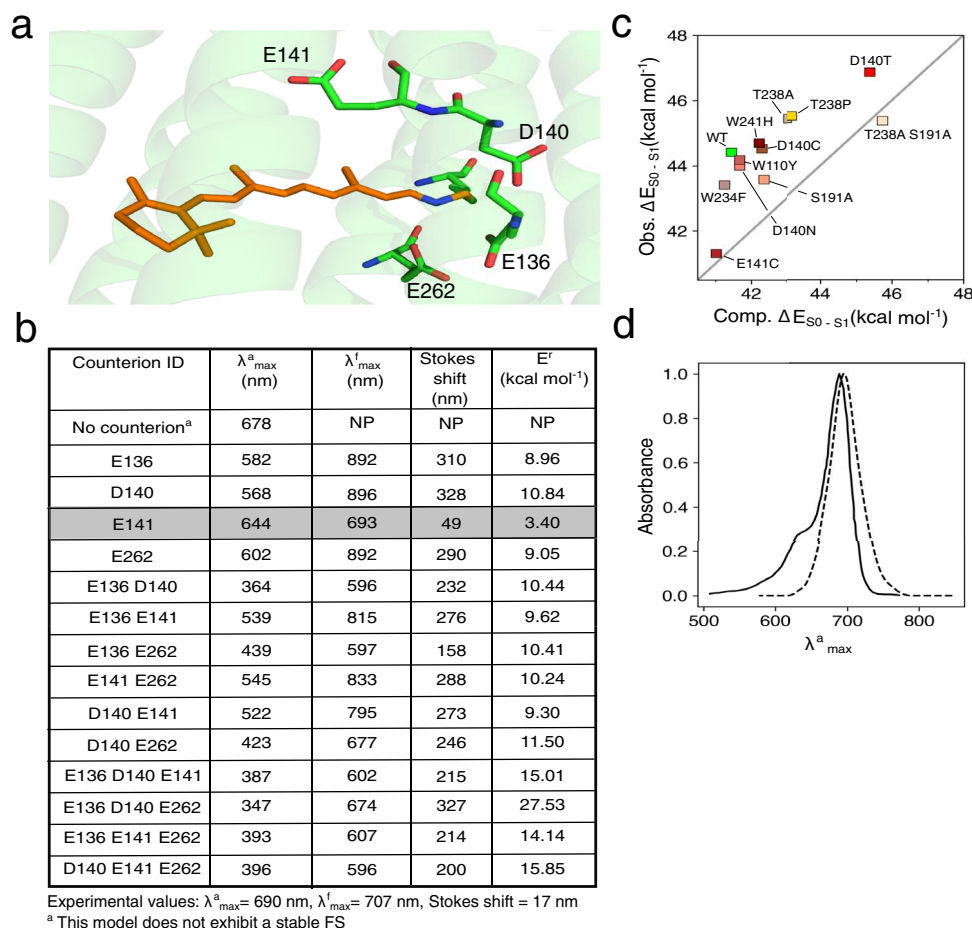 a
E141
D140
E136
E262
b
Counterion ID λᵃmax (nm) λᶠmax (nm) Stokes shift (nm) Eʳ (kcal mol⁻¹)
No counterionᵃ 678 NP NP NP
E136 582 892 310 8.96
D140 568 896 328 10.84
E141 644 693 49 3.40
E262 602 892 290 9.05
E136 D140 364 596 232 10.44
E136 E141 539 815 276 9.62
E136 E262 439 597 158 10.41
E141 E262 545 833 288 10.24
D140 E141 522 795 273 9.30
D140 E262 423 677 246 11.50
E136 D140 E141 387 602 215 15.01
E136 D140 E262 347 674 327 27.53
E136 E141 E262 393 607 214 14.14
D140 E141 E262 396 596 200 15.85
Experimental values: λᵃmax= 690 nm, λᶠmax= 707 nm, Stokes shift = 17 nm
ᵃ This model does not exhibit a stable FS
c
Obs. ΔE S0 - S1 (kcal mol⁻¹)
48
46
44
42
D140T
T238A
T238P
W241H
T238A S191A
WT
D140C
W110Y
W234F
S191A
D140N
E141C
42 44 46 48
Comp. ΔE S0 - S1 (kcal mol⁻¹)
d
Absorbance
1.0
0.8
0.6
0.4
0.2
0.0
500 600 700 800
λᵃmax